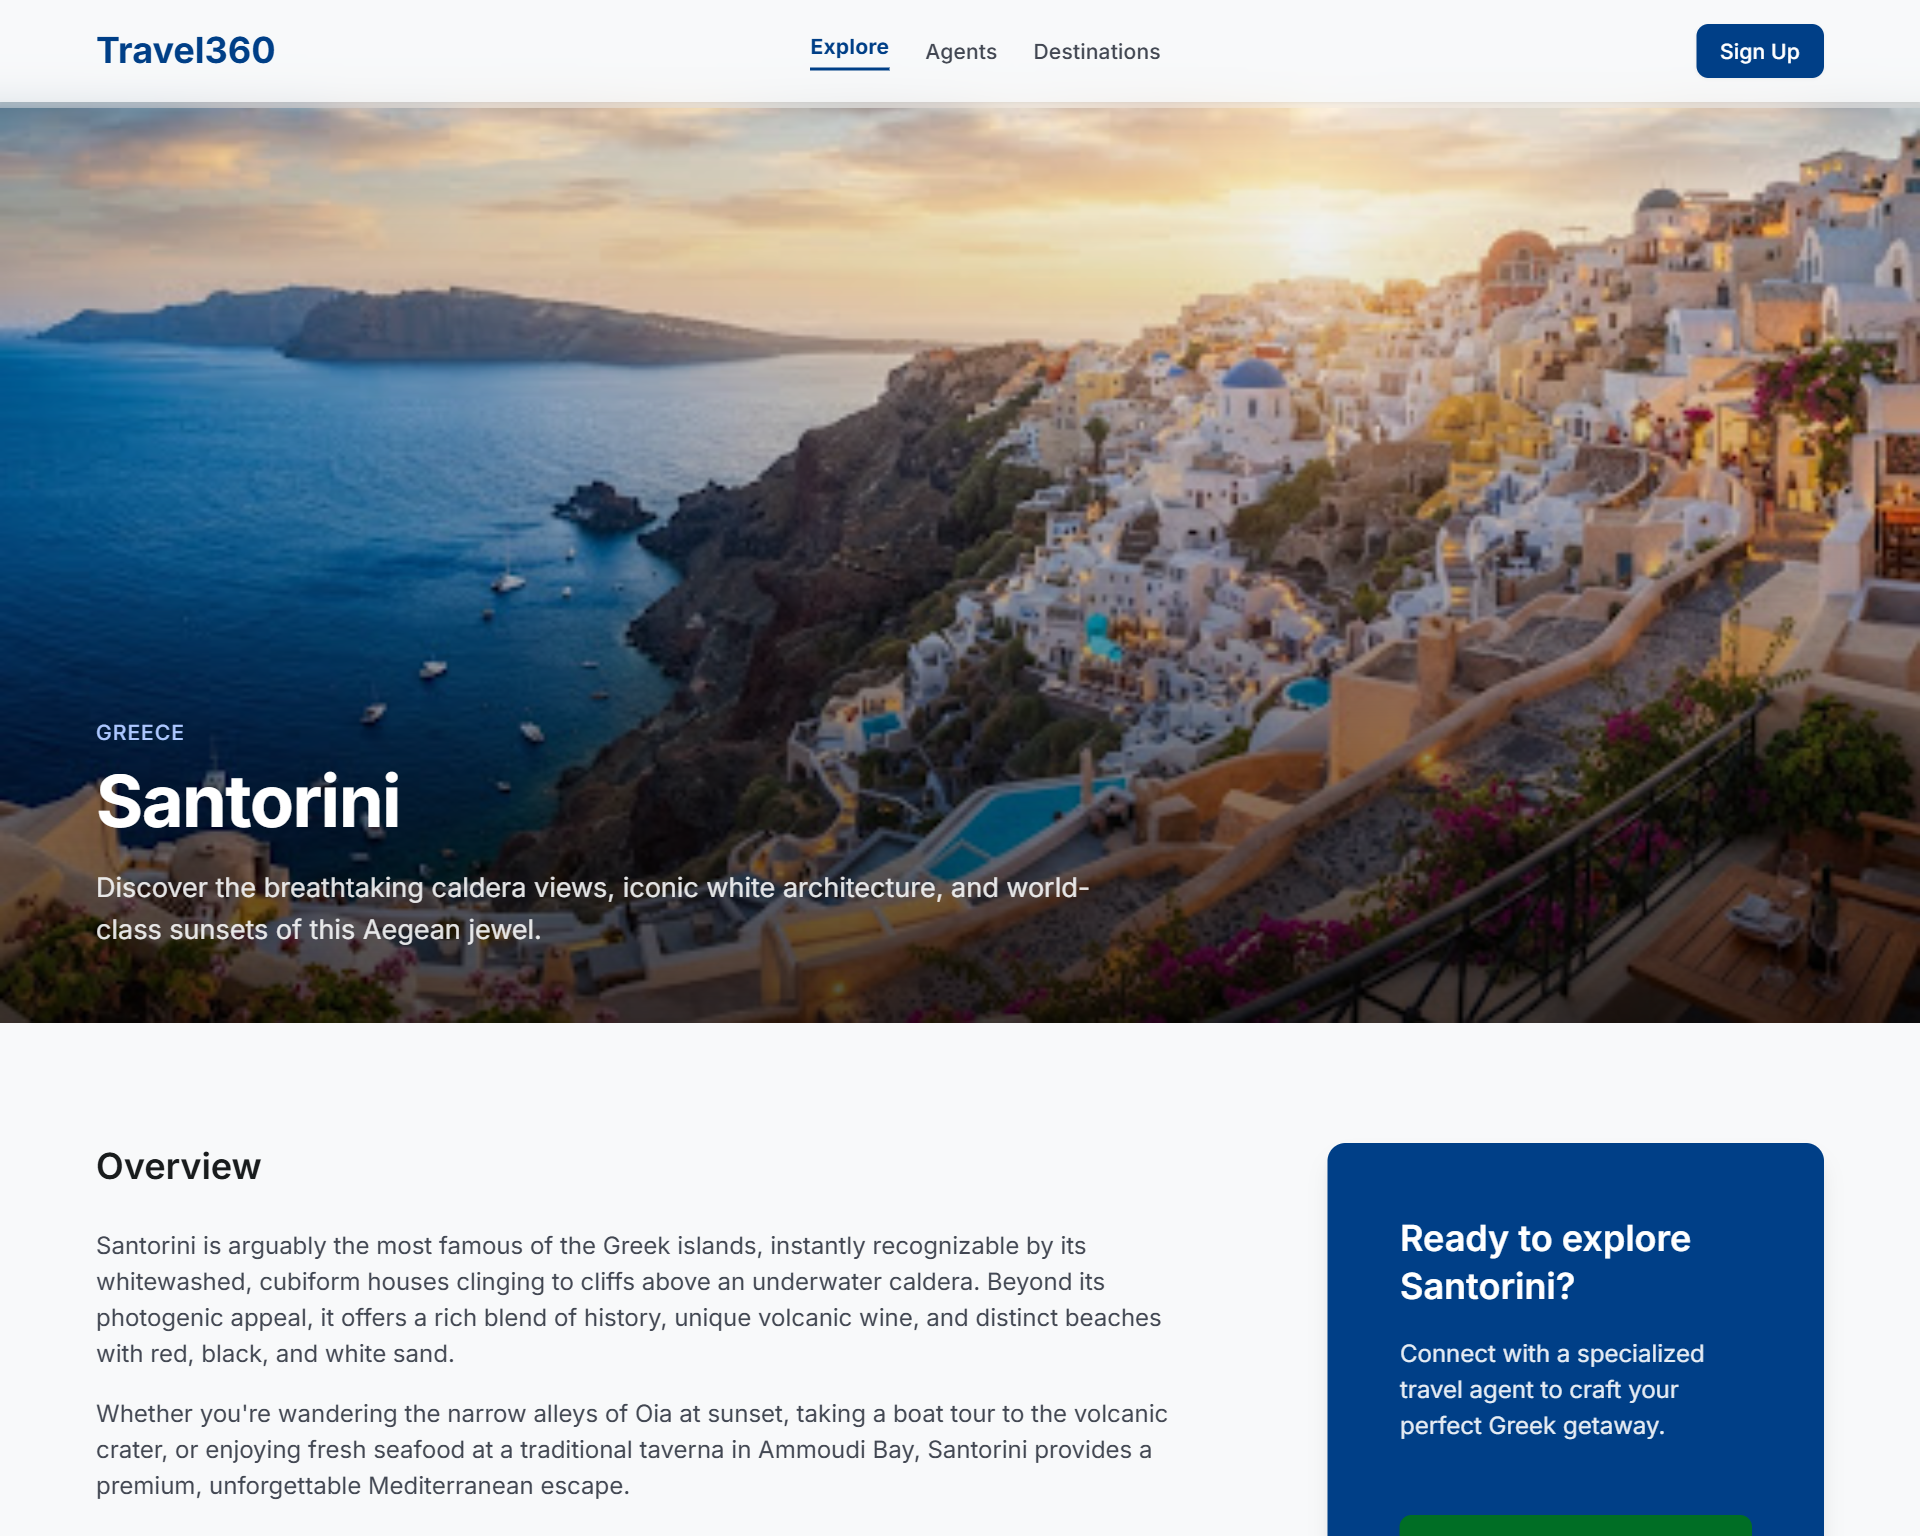 Travel360
Explore
Agents
Destinations
Sign Up
GREECE
Santorini
Discover the breathtaking caldera views, iconic white architecture, and world-
class sunsets of this Aegean jewel.
Overview
Santorini is arguably the most famous of the Greek islands, instantly recognizable by its
whitewashed, cubiform houses clinging to cliffs above an underwater caldera. Beyond its
photogenic appeal, it offers a rich blend of history, unique volcanic wine, and distinct beaches
with red, black, and white sand.
Whether you're wandering the narrow alleys of Oia at sunset, taking a boat tour to the volcanic
crater, or enjoying fresh seafood at a traditional taverna in Ammoudi Bay, Santorini provides a
premium, unforgettable Mediterranean escape.
Ready to explore
Santorini?
Connect with a specialized
travel agent to craft your
perfect Greek getaway.